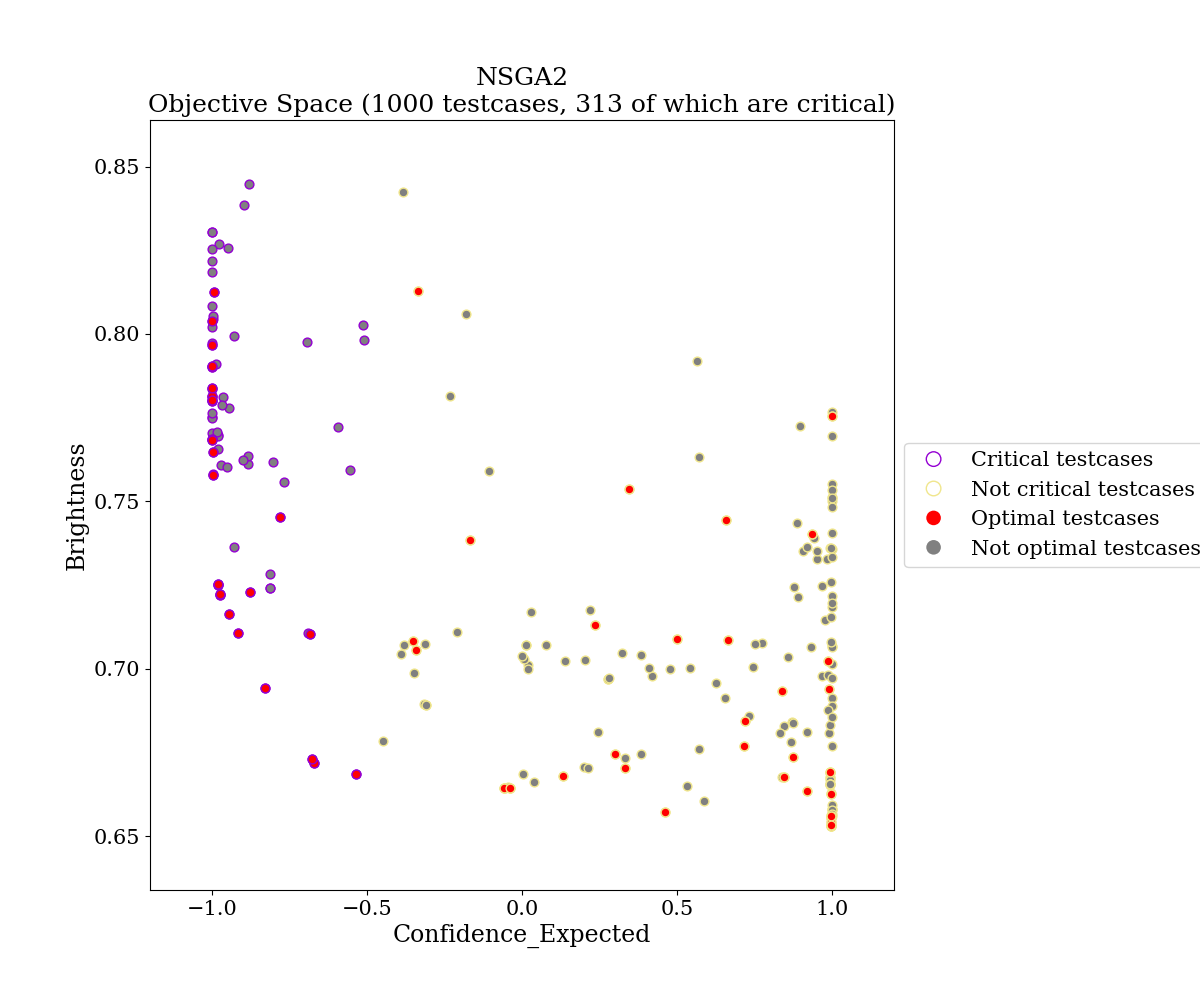 NSGA2
Objective Space (1000 testcases, 313 of which are critical)
0.85
0.80
0.75
0.70
0.65
Brightness
−1.0
−0.5
0.0
0.5
1.0
Confidence_Expected
Critical testcases
Not critical testcases
Optimal testcases
Not optimal testcases